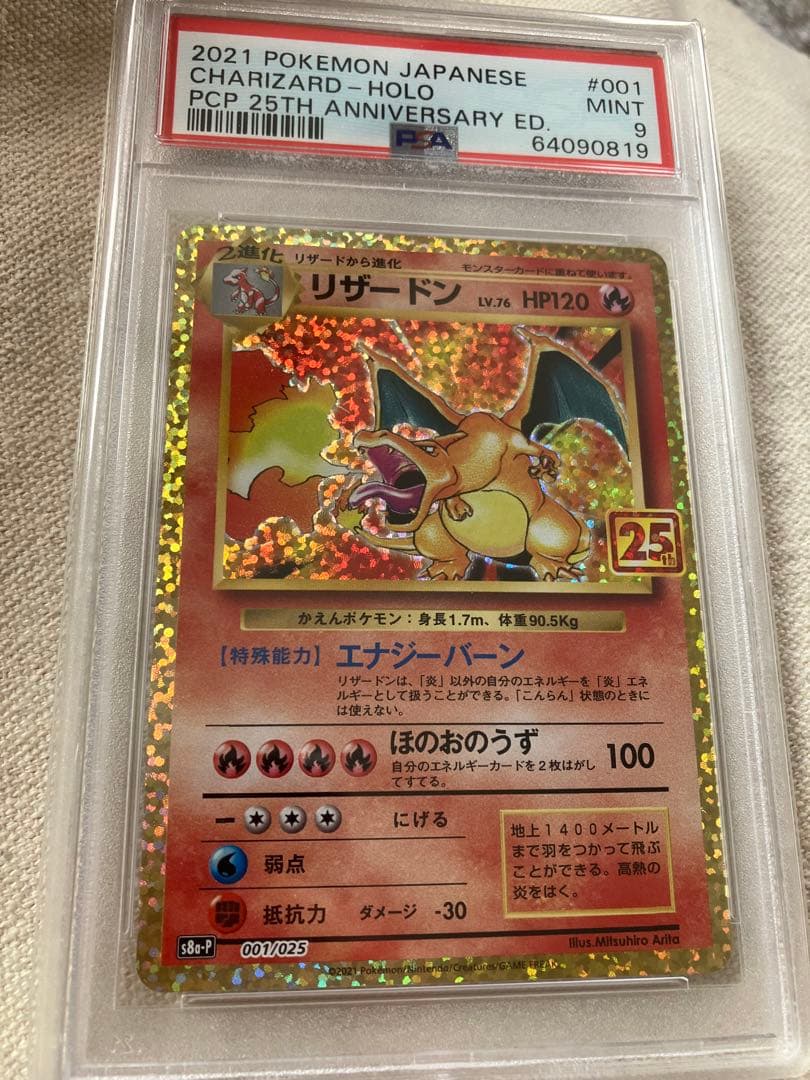 2021 POKEMON JAPANESE #001
CHARIZARD-HOLO MINT
PCP 25TH ANNIVERSARY ED. 9
PSA 64090819
2進化 リザードから進化 モンスターカードに重ねて使います。
リザードン LV.76 HP120
25th
かえんポケモン：身長1.7m、体重90.5Kg
【特殊能力】エナジーバーン
リザードンは、「炎」以外の自分のエネルギーを「炎」エネ
ルギーとして扱うことができる。「こんらん」状態のときに
は使えない。
ほのおのうず 100
自分のエネルギーカードを2枚はがし
てすてる。
にげる
弱点
抵抗力 ダメージ -30
地上1400メートル
まで羽をつかって飛ぶ
ことができる。高熱の
炎をはく。
s8a-P 001/025
Illus.Mitsuhiro Arita
©2021 Pokémon/Nintendo/Creatures/GAME FREAK